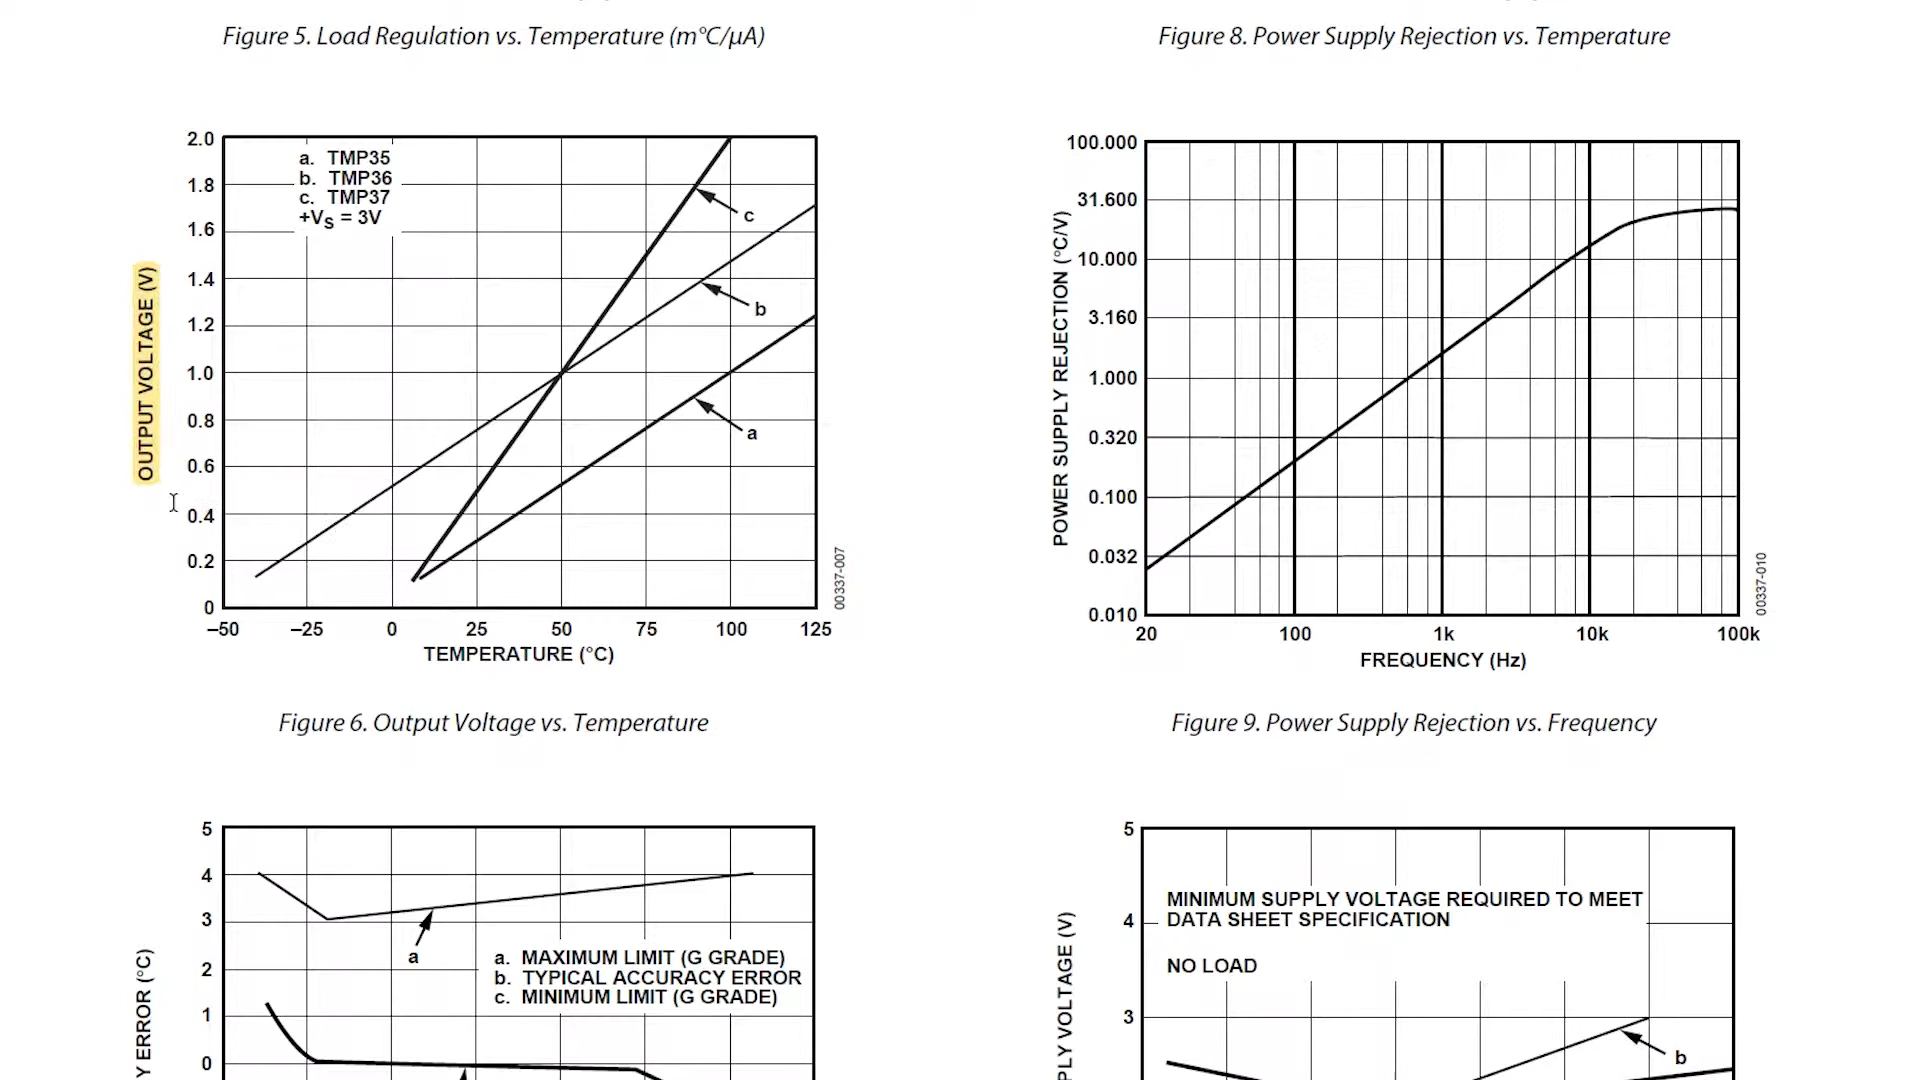 Figure 5. Load Regulation vs. Temperature (m°C/μA)
2.0
1.8
1.6
1.4
1.2
1.0
0.8
0.6
0.4
0.2
0
OUTPUT VOLTAGE (V)
a. TMP35
b. TMP36
c. TMP37
+VS = 3V
c
b
a
00337-007
–50 –25 0 25 50 75 100 125
TEMPERATURE (°C)
Figure 6. Output Voltage vs. Temperature
5
4
3
2
1
0
Y ERROR (°C)
a
a. MAXIMUM LIMIT (G GRADE)
b. TYPICAL ACCURACY ERROR
c. MINIMUM LIMIT (G GRADE)
Figure 8. Power Supply Rejection vs. Temperature
100.000
31.600
10.000
3.160
1.000
0.320
0.100
0.032
0.010
POWER SUPPLY REJECTION (°C/V)
00337-010
20 100 1k 10k 100k
FREQUENCY (Hz)
Figure 9. Power Supply Rejection vs. Frequency
5
4
3
PLY VOLTAGE (V)
MINIMUM SUPPLY VOLTAGE REQUIRED TO MEET
DATA SHEET SPECIFICATION
NO LOAD
b